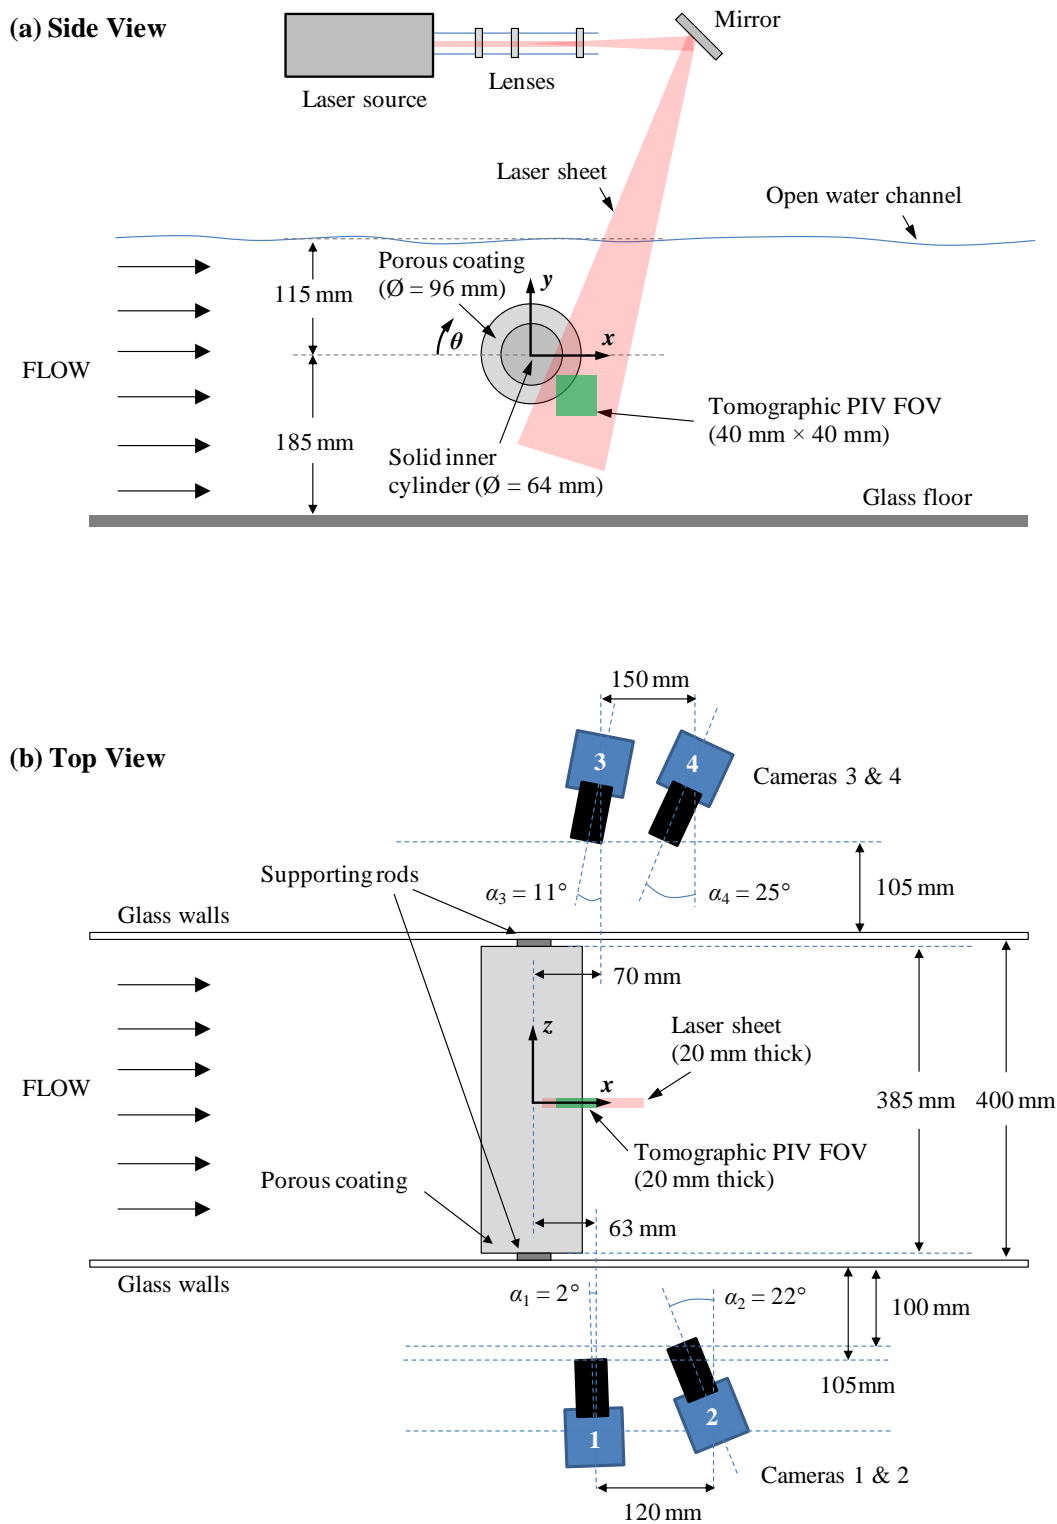 (a) Side View
Mirror
Laser source
Lenses
Laser sheet
Open water channel
Porous coating
(Ø = 96 mm)
y
115 mm
θ
x
FLOW
Tomographic PIV FOV
(40 mm × 40 mm)
185 mm
Solid inner
cylinder (Ø = 64 mm)
Glass floor
150 mm
(b) Top View
3
4
Cameras 3 & 4
Supporting rods
α3 = 11°
α4 = 25°
105 mm
Glass walls
70 mm
z
Laser sheet
(20 mm thick)
x
FLOW
385 mm
400 mm
Tomographic PIV FOV
(20 mm thick)
Porous coating
63 mm
Glass walls
α1 = 2°
α2 = 22°
100 mm
105mm
1
2
Cameras 1 & 2
120 mm